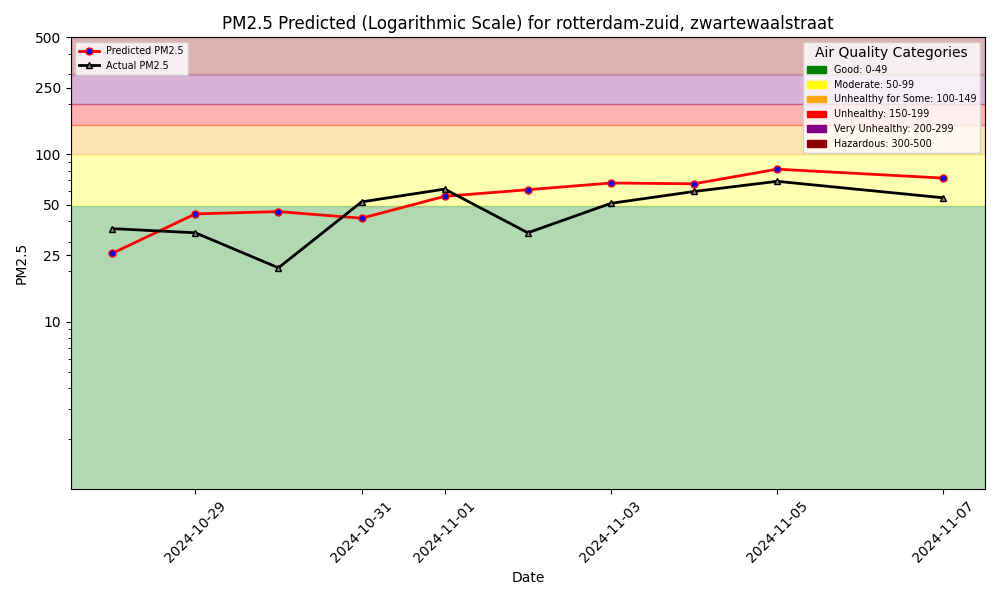 PM2.5 Predicted (Logarithmic Scale) for rotterdam-zuid, zwartewaalstraat
Predicted PM2.5
Actual PM2.5
Air Quality Categories
Good: 0-49
Moderate: 50-99
Unhealthy for Some: 100-149
Unhealthy: 150-199
Very Unhealthy: 200-299
Hazardous: 300-500
PM2.5
500
250
100
50
25
10
2024-10-29
2024-10-31
2024-11-01
2024-11-03
2024-11-05
2024-11-07
Date